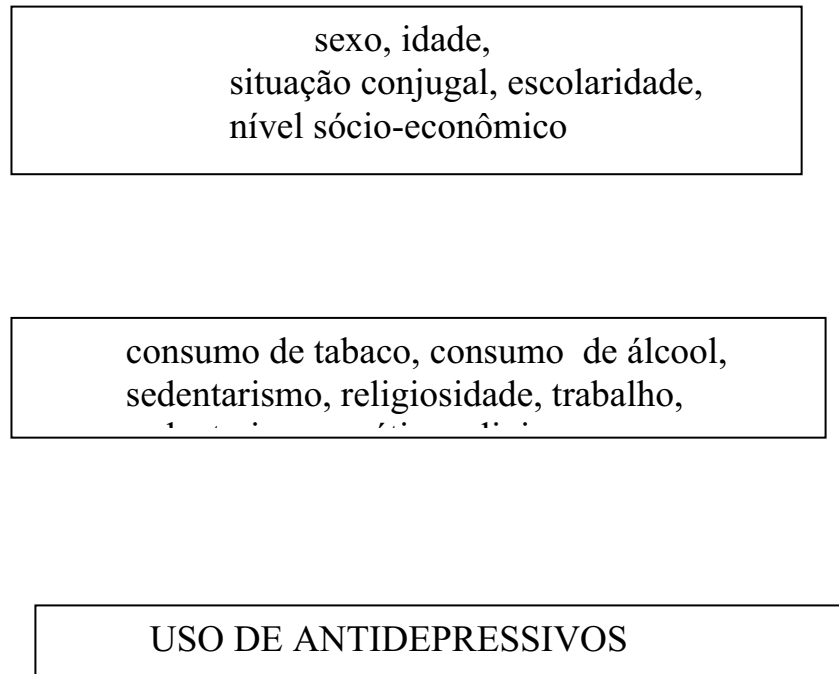 sexo, idade,
situação conjugal, escolaridade,
nível sócio-econômico
consumo de tabaco, consumo de álcool,
sedentarismo, religiosidade, trabalho,
USO DE ANTIDEPRESSIVOS